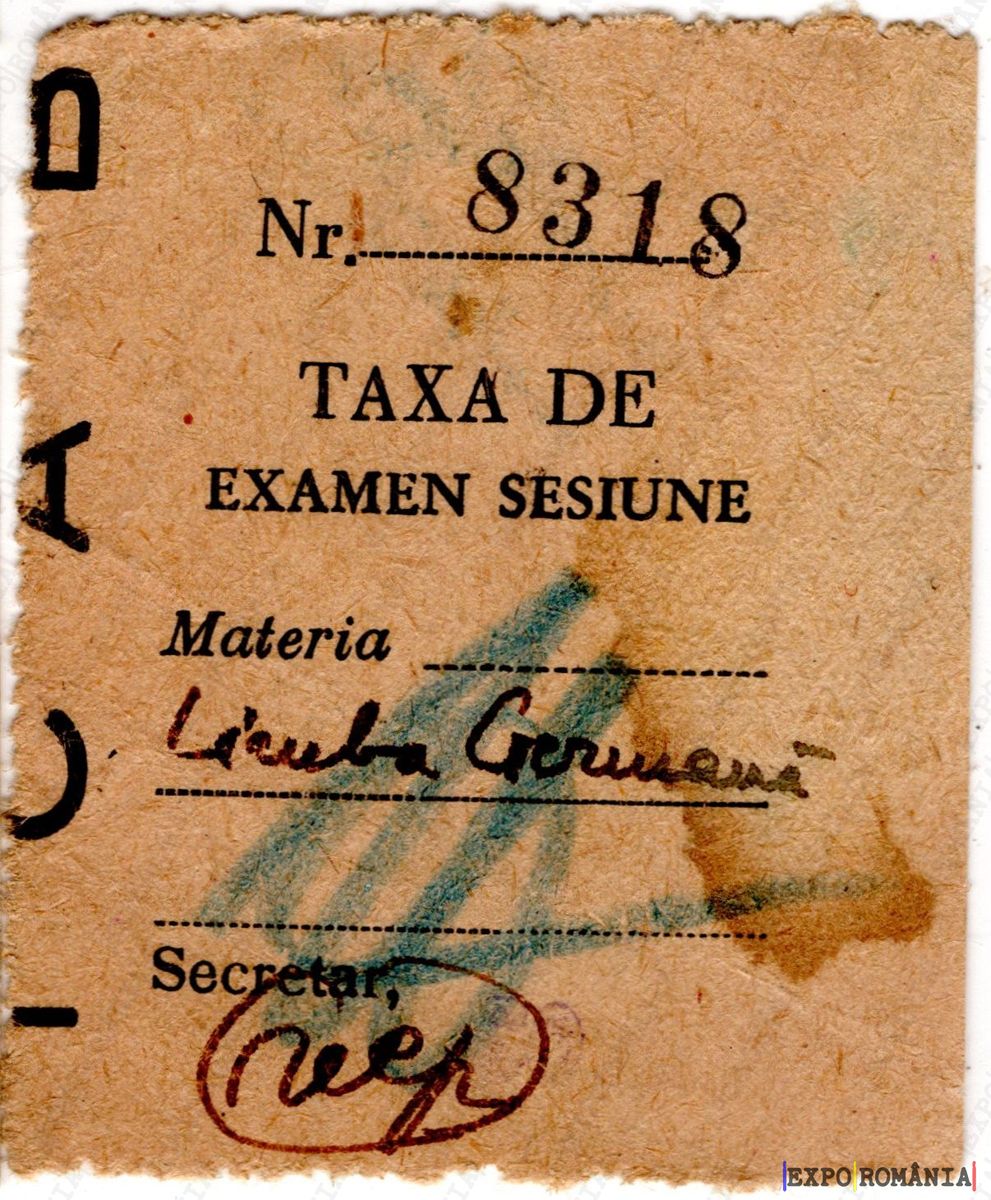 Nr. 8318
TAXA DE
EXAMEN SESIUNE
Materia
Limba Germană
Secretar,
EXPO ROMÂNIA